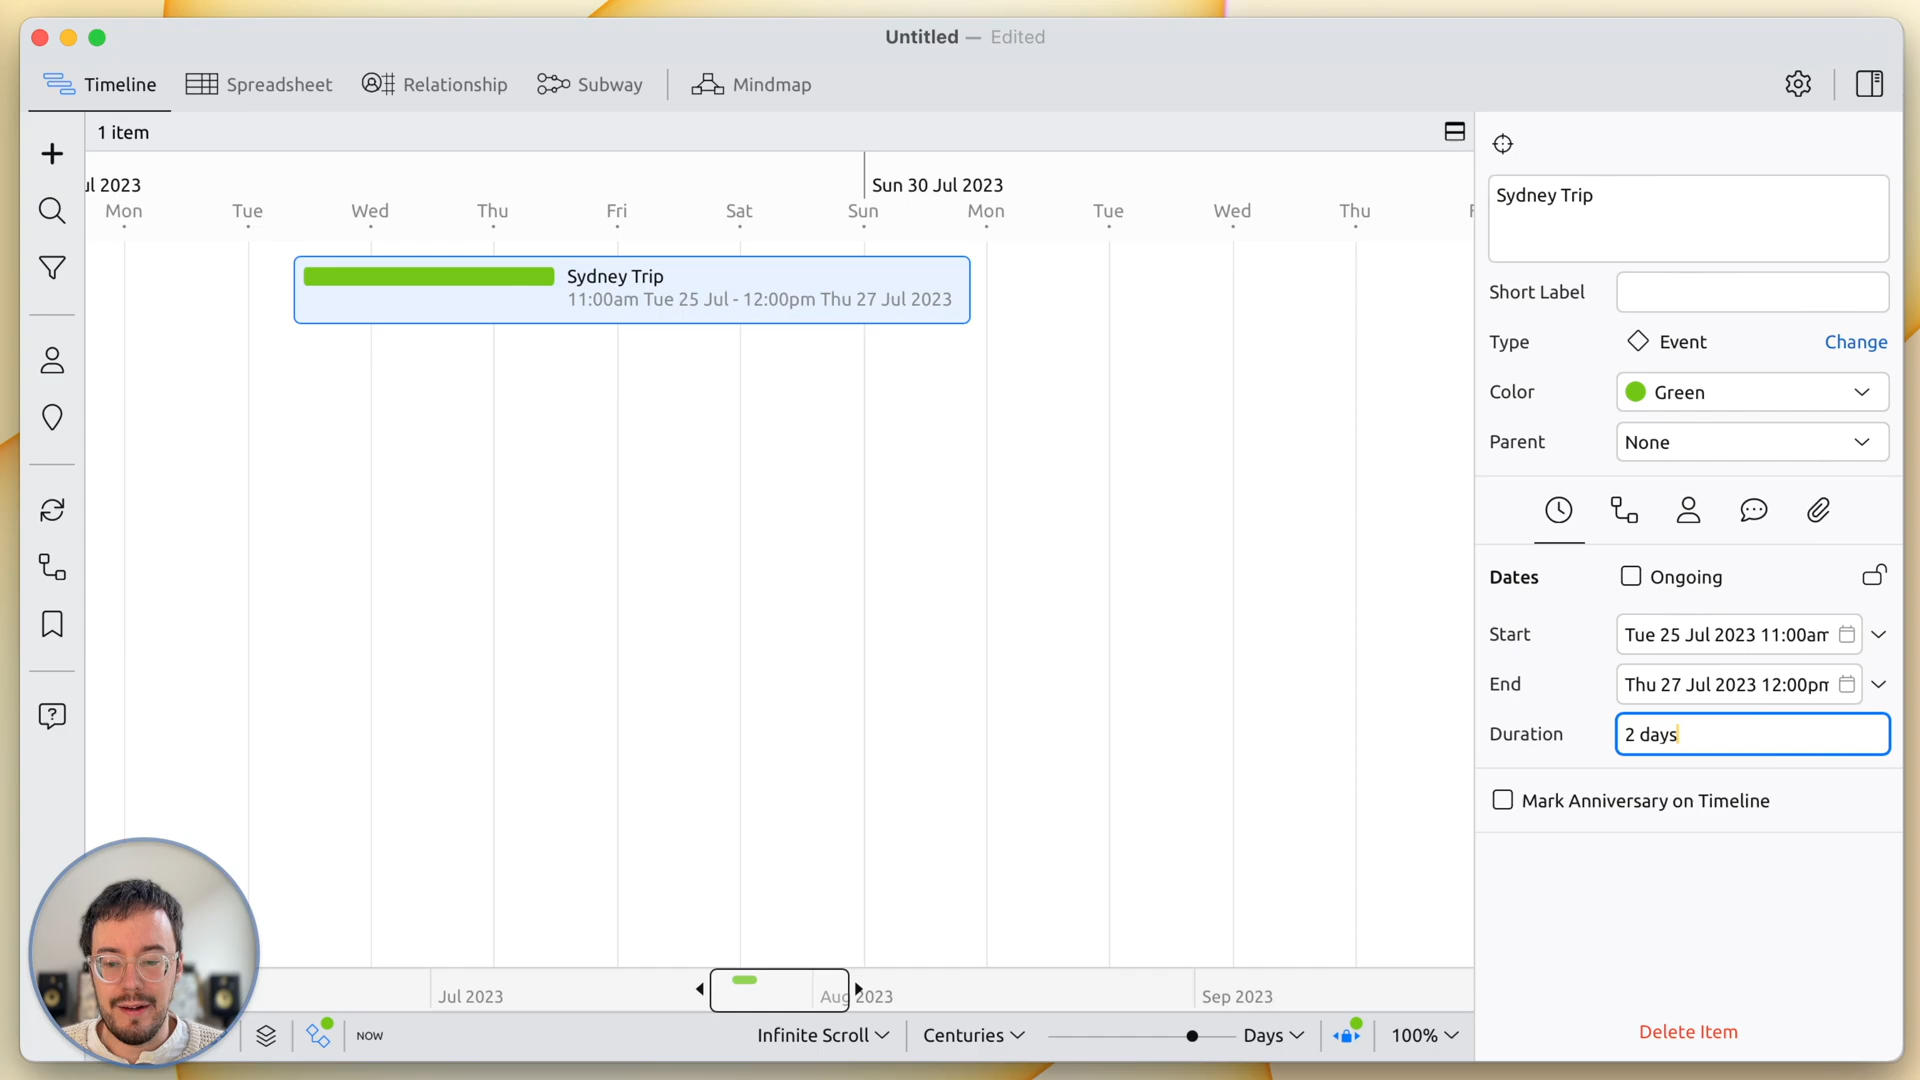 Untitled — Edited
Timeline Spreadsheet Relationship Subway Mindmap
1 item
ul 2023 Sun 30 Jul 2023
Mon Tue Wed Thu Fri Sat Sun Mon Tue Wed Thu F
Sydney Trip
11:00am Tue 25 Jul - 12:00pm Thu 27 Jul 2023
Jul 2023 Aug 2023 Sep 2023
NOW Infinite Scroll Centuries Days 100%
Sydney Trip
Short Label
Type Event Change
Color Green
Parent None
Dates Ongoing
Start Tue 25 Jul 2023 11:00am
End Thu 27 Jul 2023 12:00pm
Duration 2 days
Mark Anniversary on Timeline
Delete Item